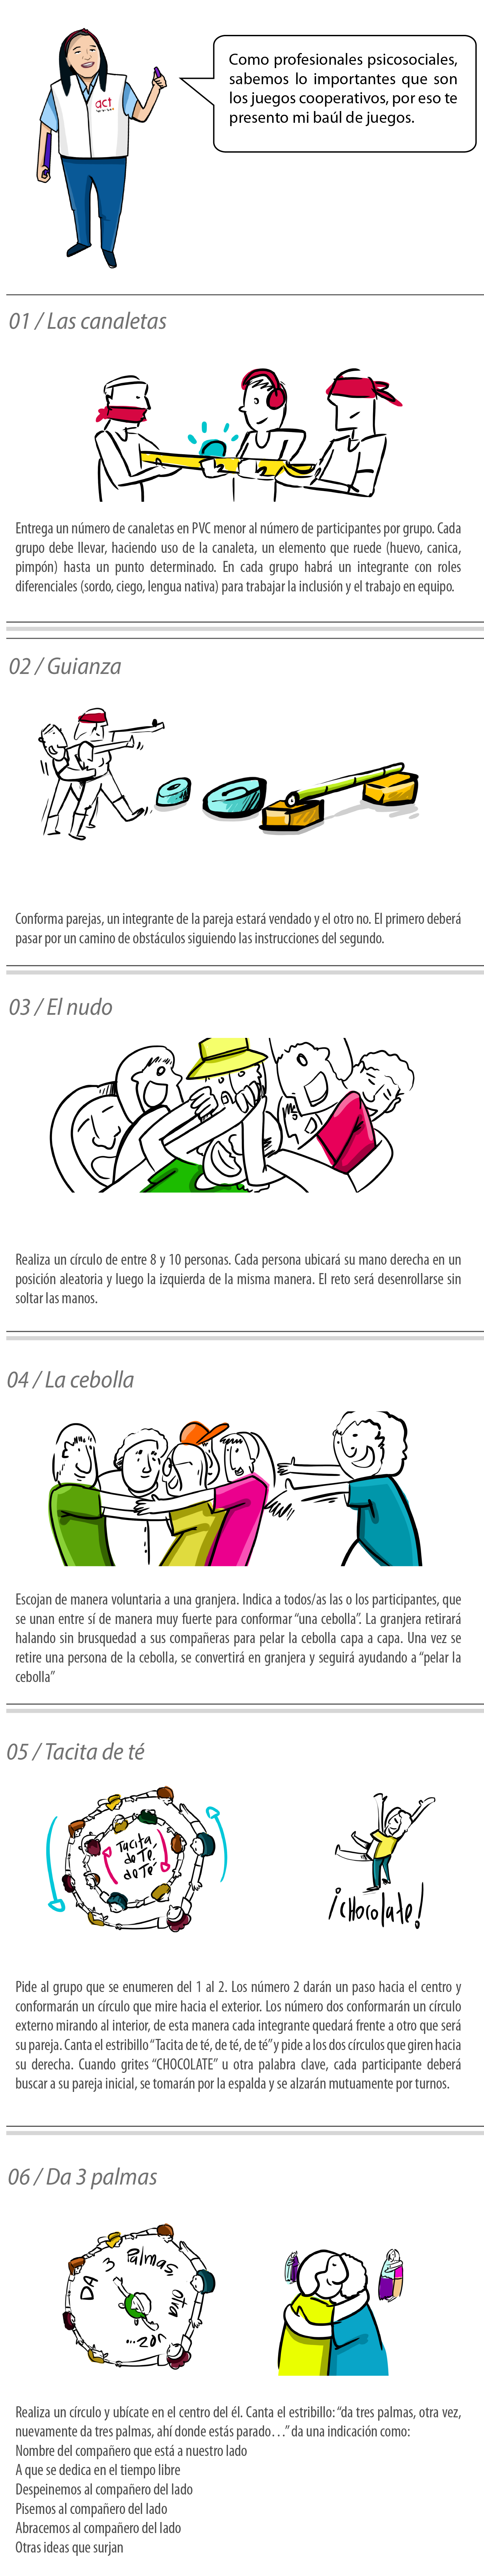 act
Como profesionales psicosociales,
sabemos lo importantes que son
los juegos cooperativos, por eso te
presento mi baúl de juegos.
01 / Las canaletas
Entrega un número de canaletas en PVC menor al número de participantes por grupo. Cada
grupo debe llevar, haciendo uso de la canaleta, un elemento que ruede (huevo, canica,
pimpón) hasta un punto determinado. En cada grupo habrá un integrante con roles
diferenciales (sordo, ciego, lengua nativa) para trabajar la inclusión y el trabajo en equipo.
02 / Guianza
Conforma parejas, un integrante de la pareja estará vendado y el otro no. El primero deberá
pasar por un camino de obstáculos siguiendo las instrucciones del segundo.
03 / El nudo
Realiza un círculo de entre 8 y 10 personas. Cada persona ubicará su mano derecha en un
posición aleatoria y luego la izquierda de la misma manera. El reto será desenrollarse sin
soltar las manos.
04 / La cebolla
Escojan de manera voluntaria a una granjera. Indica a todos/as las o los participantes, que
se unan entre sí de manera muy fuerte para conformar “una cebolla”. La granjera retirará
halando sin brusquedad a sus compañeras para pelar la cebolla capa a capa. Una vez se
retire una persona de la cebolla, se convertirá en granjera y seguirá ayudando a “pelar la
cebolla”
05 / Tacita de té
Tacita
de Té,
de Té
¡CHocolate!
Pide al grupo que se enumeren del 1 al 2. Los número 2 darán un paso hacia el centro y
conformarán un círculo que mire hacia el exterior. Los número dos conformarán un círculo
externo mirando al interior, de esta manera cada integrante quedará frente a otro que será
su pareja. Canta el estribillo “Tacita de té, de té, de té” y pide a los dos círculos que giren hacia
su derecha. Cuando grites “CHOCOLATE” u otra palabra clave, cada participante deberá
buscar a su pareja inicial, se tomarán por la espalda y se alzarán mutuamente por turnos.
06 / Da 3 palmas
DA 3 Palmas, otra vez...
Realiza un círculo y ubícate en el centro del él. Canta el estribillo: “da tres palmas, otra vez,
nuevamente da tres palmas, ahí donde estás parado…” da una indicación como:
Nombre del compañero que está a nuestro lado
A que se dedica en el tiempo libre
Despeinemos al compañero del lado
Pisemos al compañero del lado
Abracemos al compañero del lado
Otras ideas que surjan